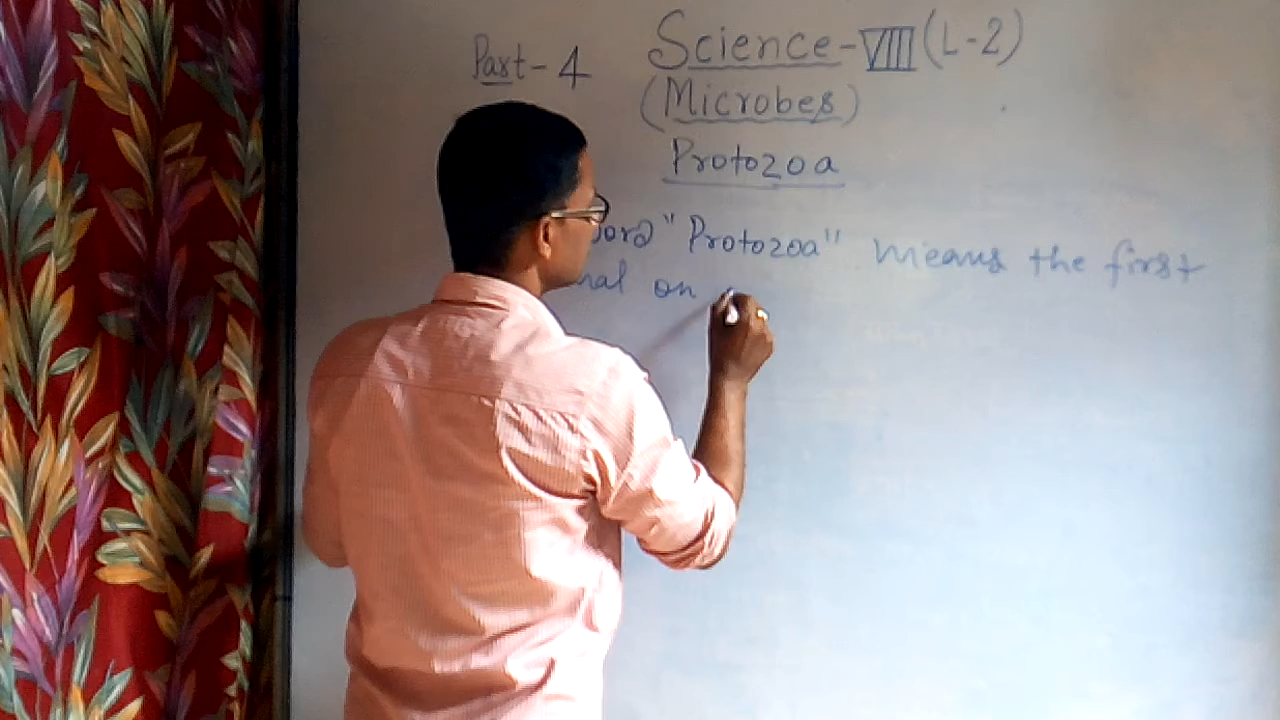 Part-4 Science-VIII (L-2)
(Microbes)
Protozoa
"Protozoa" means the first
on